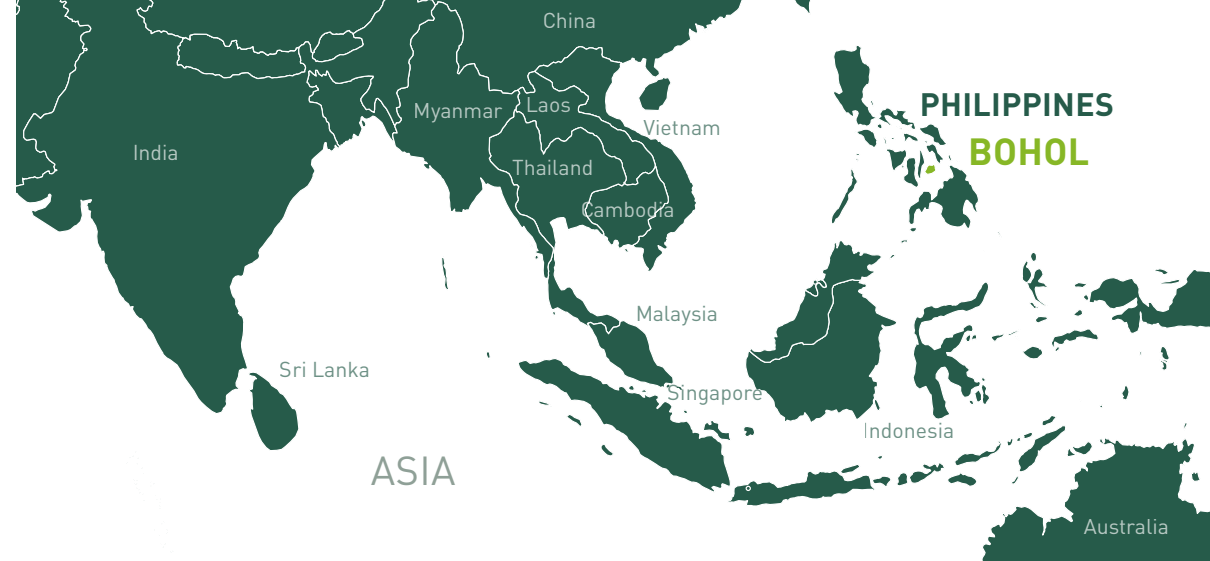 China
PHILIPPINES
Myanmar
Laos
Vietnam
India
BOHOL
Thailand
Cambodia
Malaysia
Sri Lanka
Singapore
Indonesia
ASIA
Australia